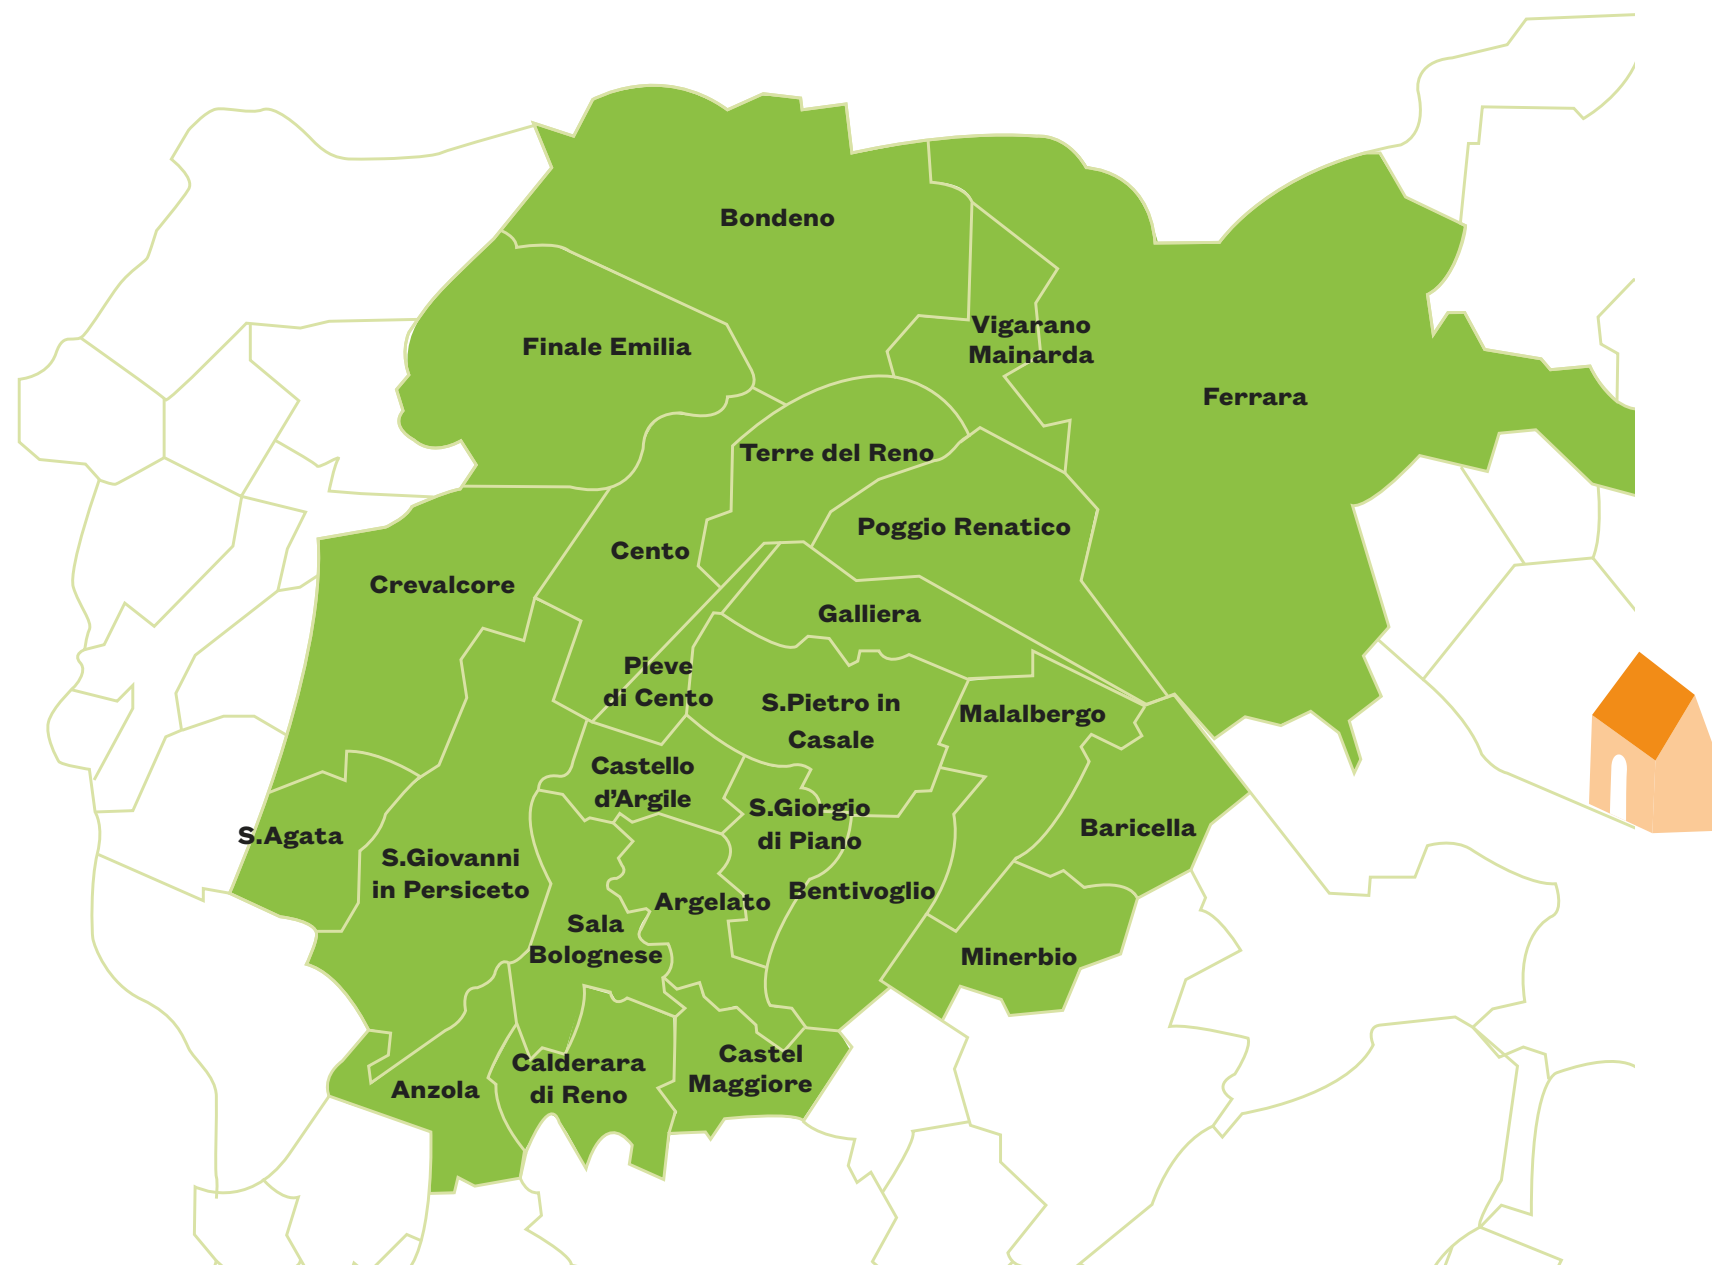 Bondeno
Vigarano
Mainarda
Finale Emilia
Ferrara
Terre del Reno
Poggio Renatico
Cento
Crevalcore
Galliera
Pieve
di Cento
S.Pietro in
Casale
Malalbergo
Castello
d’Argile
S.Giorgio
di Piano
Baricella
S.Agata
S.Giovanni
in Persiceto
Bentivoglio
Argelato
Sala
Bolognese
Minerbio
Castel
Maggiore
Calderara
di Reno
Anzola